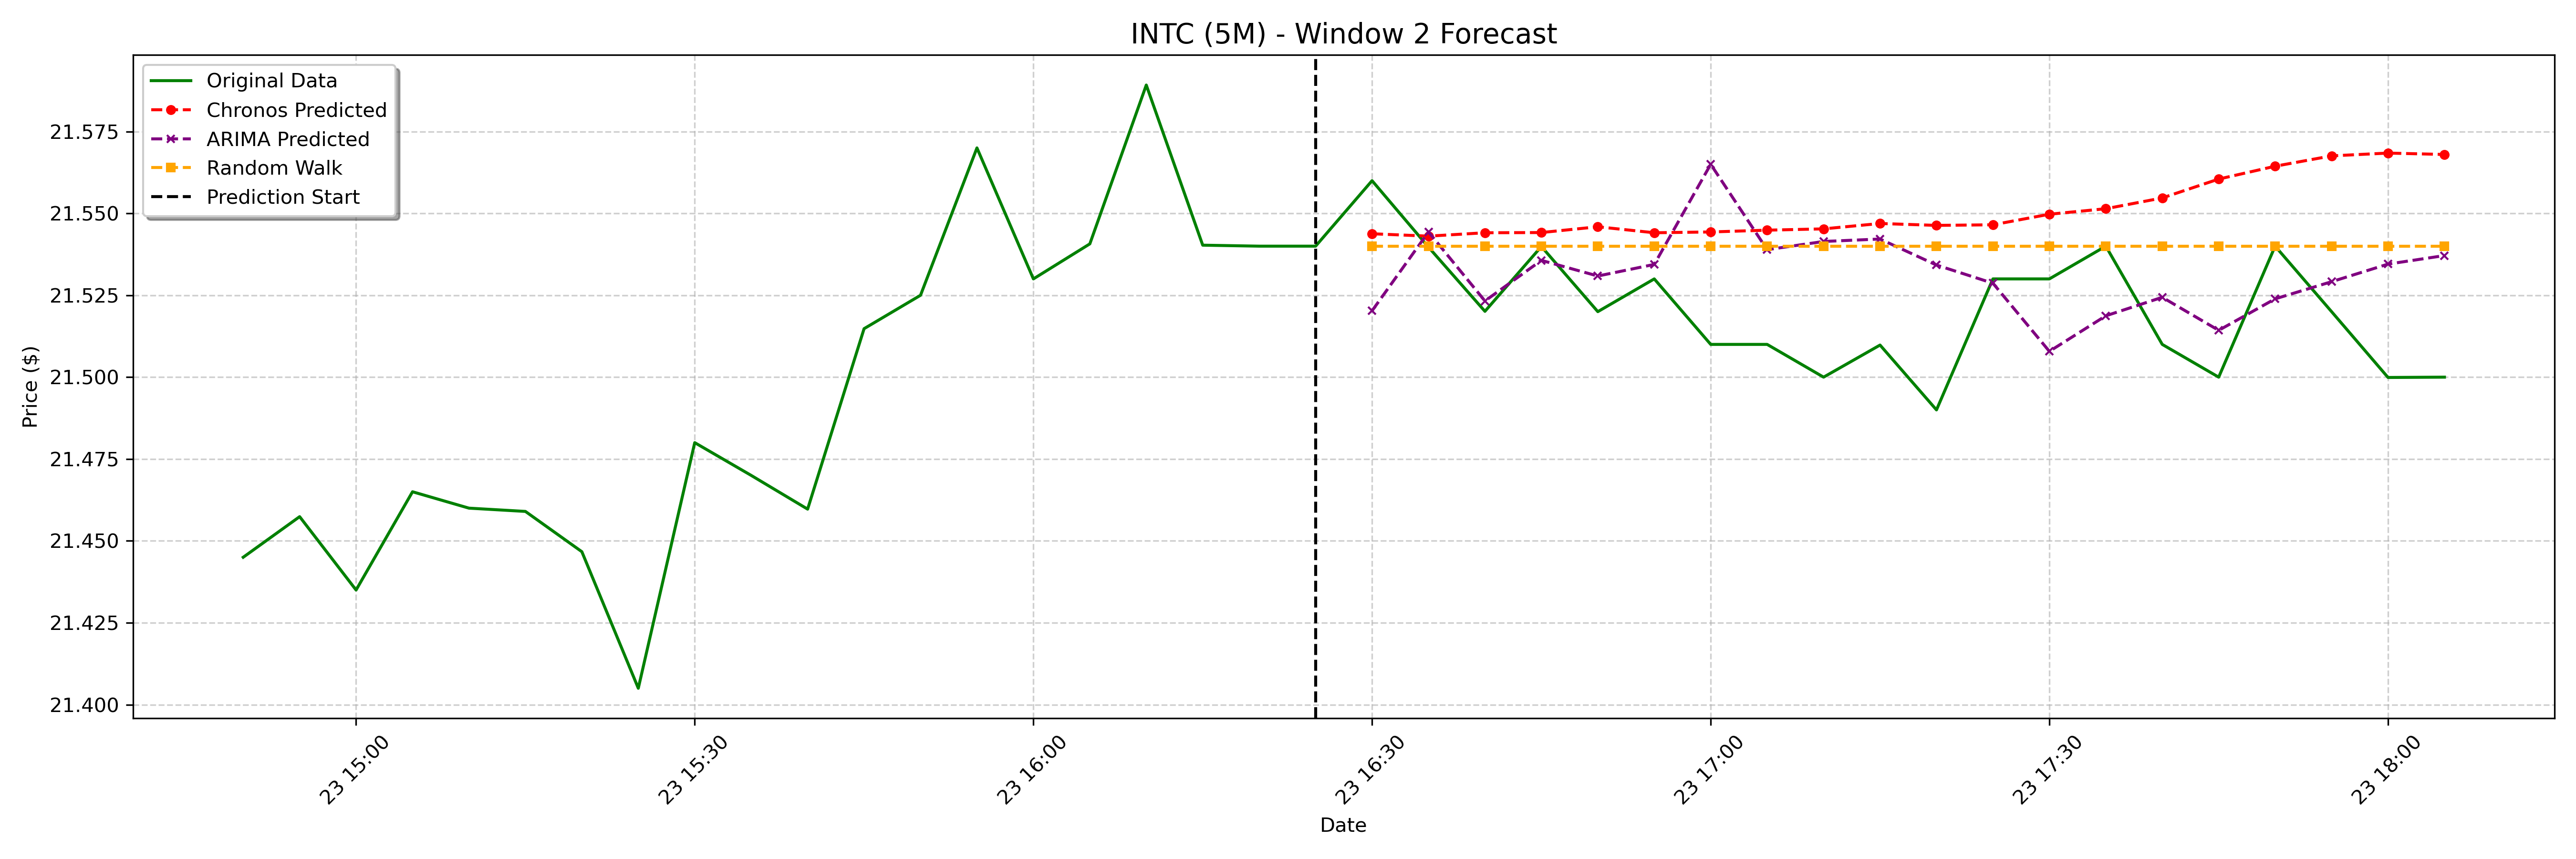 INTC (5M) - Window 2 Forecast
Original Data
Chronos Predicted
ARIMA Predicted
Random Walk
Prediction Start
Price ($)
21.575
21.550
21.525
21.500
21.475
21.450
21.425
21.400
23 15:00
23 15:30
23 16:00
23 16:30
23 17:00
23 17:30
23 18:00
Date